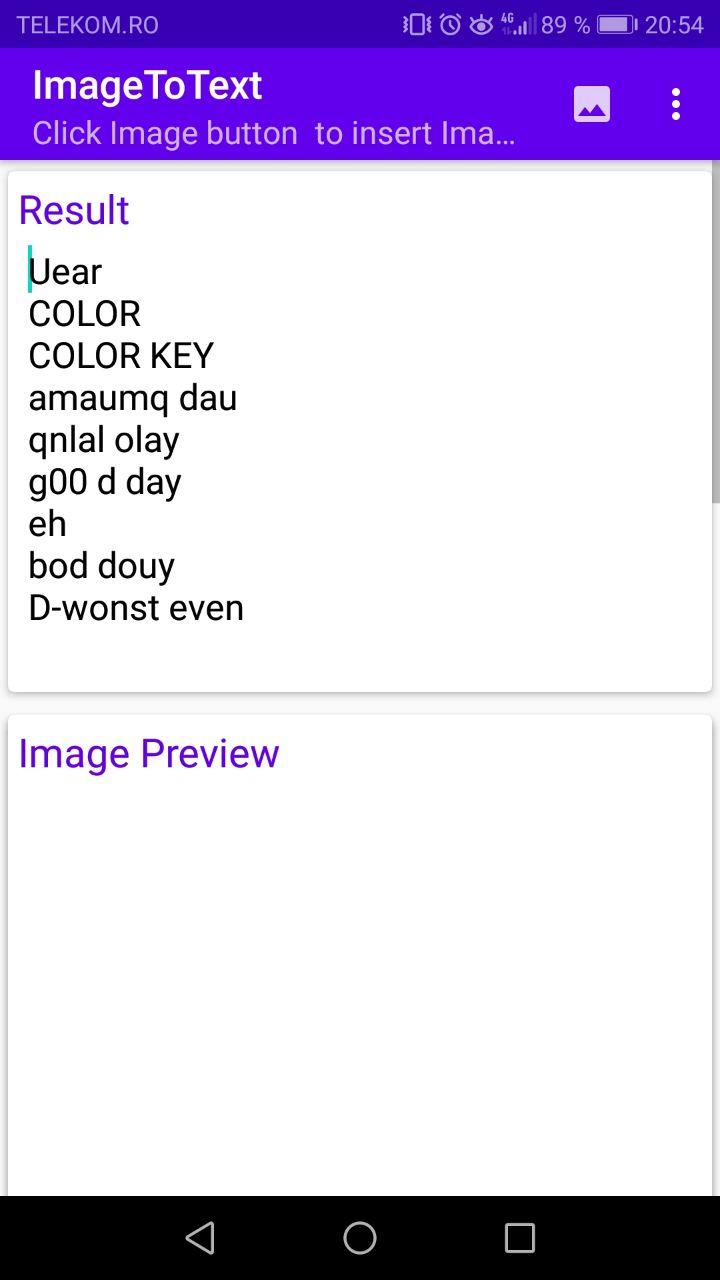 TELEKOM.RO 4G 89 % 20:54
ImageToText
Click Image button  to insert Ima...
Result
Uear
COLOR
COLOR KEY
amaumq dau
qnlal olay
g00 d day
eh
bod douy
D-wonst even
Image Preview